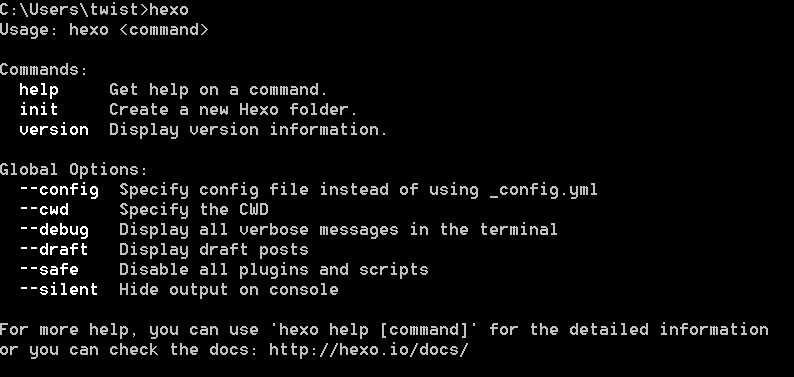 C:\Users\twist>hexo
Usage: hexo <command>

Commands:
  help     Get help on a command.
  init     Create a new Hexo folder.
  version  Display version information.

Global Options:
  --config  Specify config file instead of using _config.yml
  --cwd     Specify the CWD
  --debug   Display all verbose messages in the terminal
  --draft   Display draft posts
  --safe    Disable all plugins and scripts
  --silent  Hide output on console

For more help, you can use 'hexo help [command]' for the detailed information
or you can check the docs: http://hexo.io/docs/